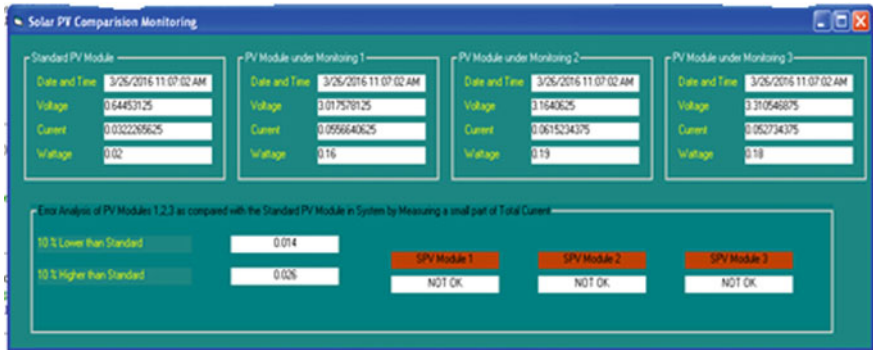 Solar PV Comparision Monitoring
Standard PV Module
Date and Time 3/26/2016 11:07:02 AM
Voltage 0.64453125
Current 0.0322265625
Wattage 0.02
PV Module under Monitoring 1
Date and Time 3/26/2016 11:07:02 AM
Voltage 3.017578125
Current 0.0556640625
Wattage 0.16
PV Module under Monitoring 2
Date and Time 3/26/2016 11:07:02 AM
Voltage 3.1640625
Current 0.0615234375
Wattage 0.19
PV Module under Monitoring 3
Date and Time 3/26/2016 11:07:02 AM
Voltage 3.310546875
Current 0.052734375
Wattage 0.18
Error Analysis of PV Modules 1,2,3 as compared with the Standard PV Module in System by Measuring a small part of Total Current
10 % Lower than Standard 0.014
10 % Higher than Standard 0.026
SPV Module 1 SPV Module 2 SPV Module 3
NOT OK NOT OK NOT OK